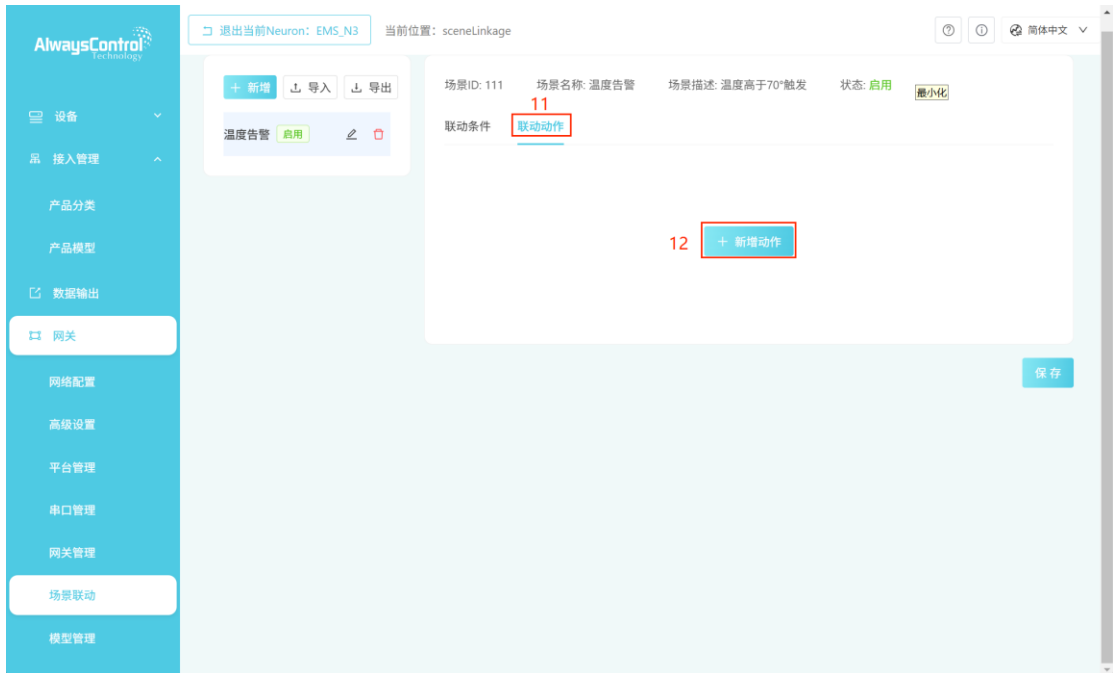 AlwaysControl
Technology
退出当前Neuron：EMS_N3
当前位置：sceneLinkage
简体中文
设备
接入管理
产品分类
产品模型
数据输出
网关
网络配置
高级设置
平台管理
串口管理
网关管理
场景联动
模型管理
+ 新增
导入
导出
温度告警 启用
场景ID: 111 场景名称: 温度告警 场景描述: 温度高于70°触发 状态: 启用
最小化
11
联动条件 联动动作
12
+ 新增动作
保存